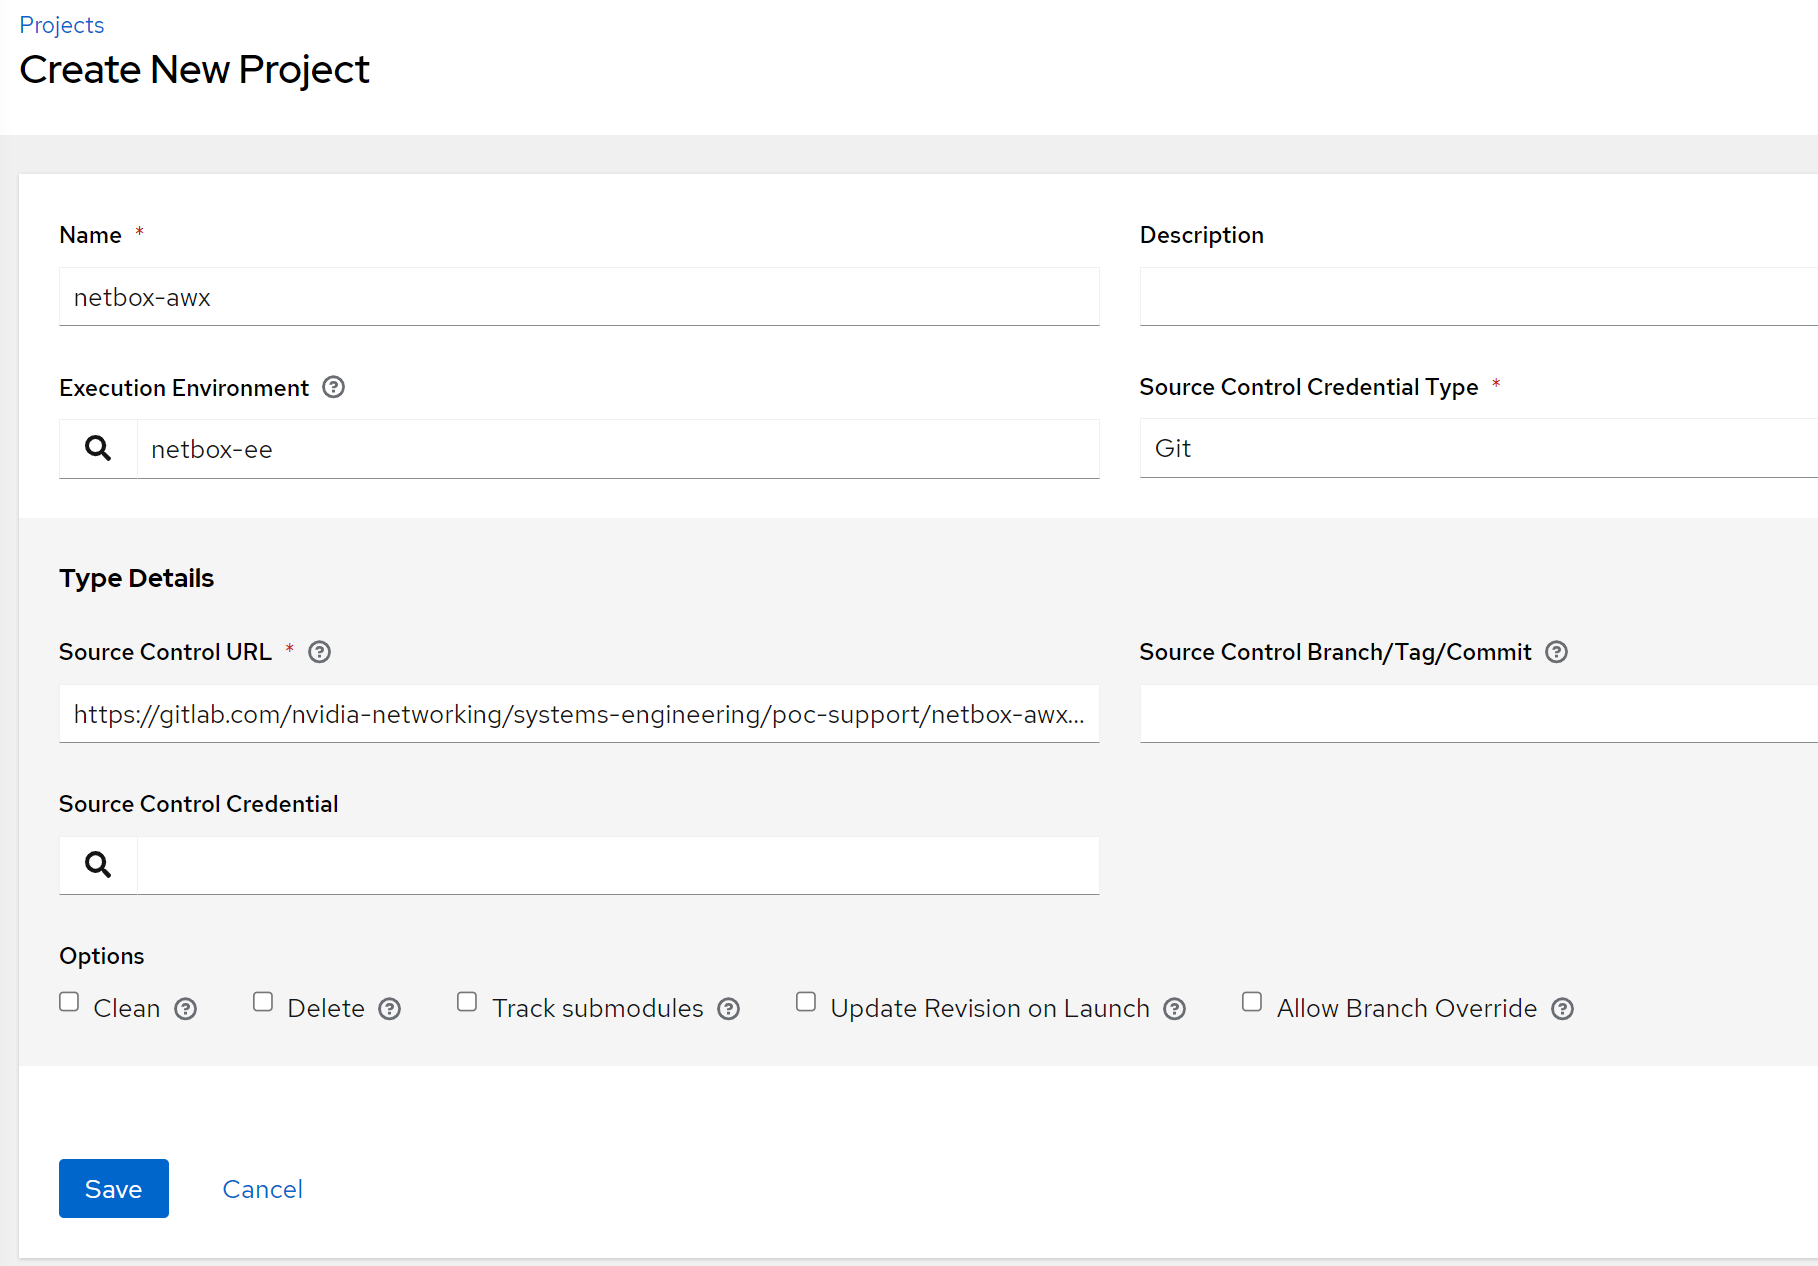 Projects
Create New Project
Name *
Description
netbox-awx
Execution Environment
Source Control Credential Type *
netbox-ee
Git
Type Details
Source Control URL *
Source Control Branch/Tag/Commit
https://gitlab.com/nvidia-networking/systems-engineering/poc-support/netbox-awx...
Source Control Credential
Options
Clean Delete Track submodules Update Revision on Launch Allow Branch Override
Save Cancel